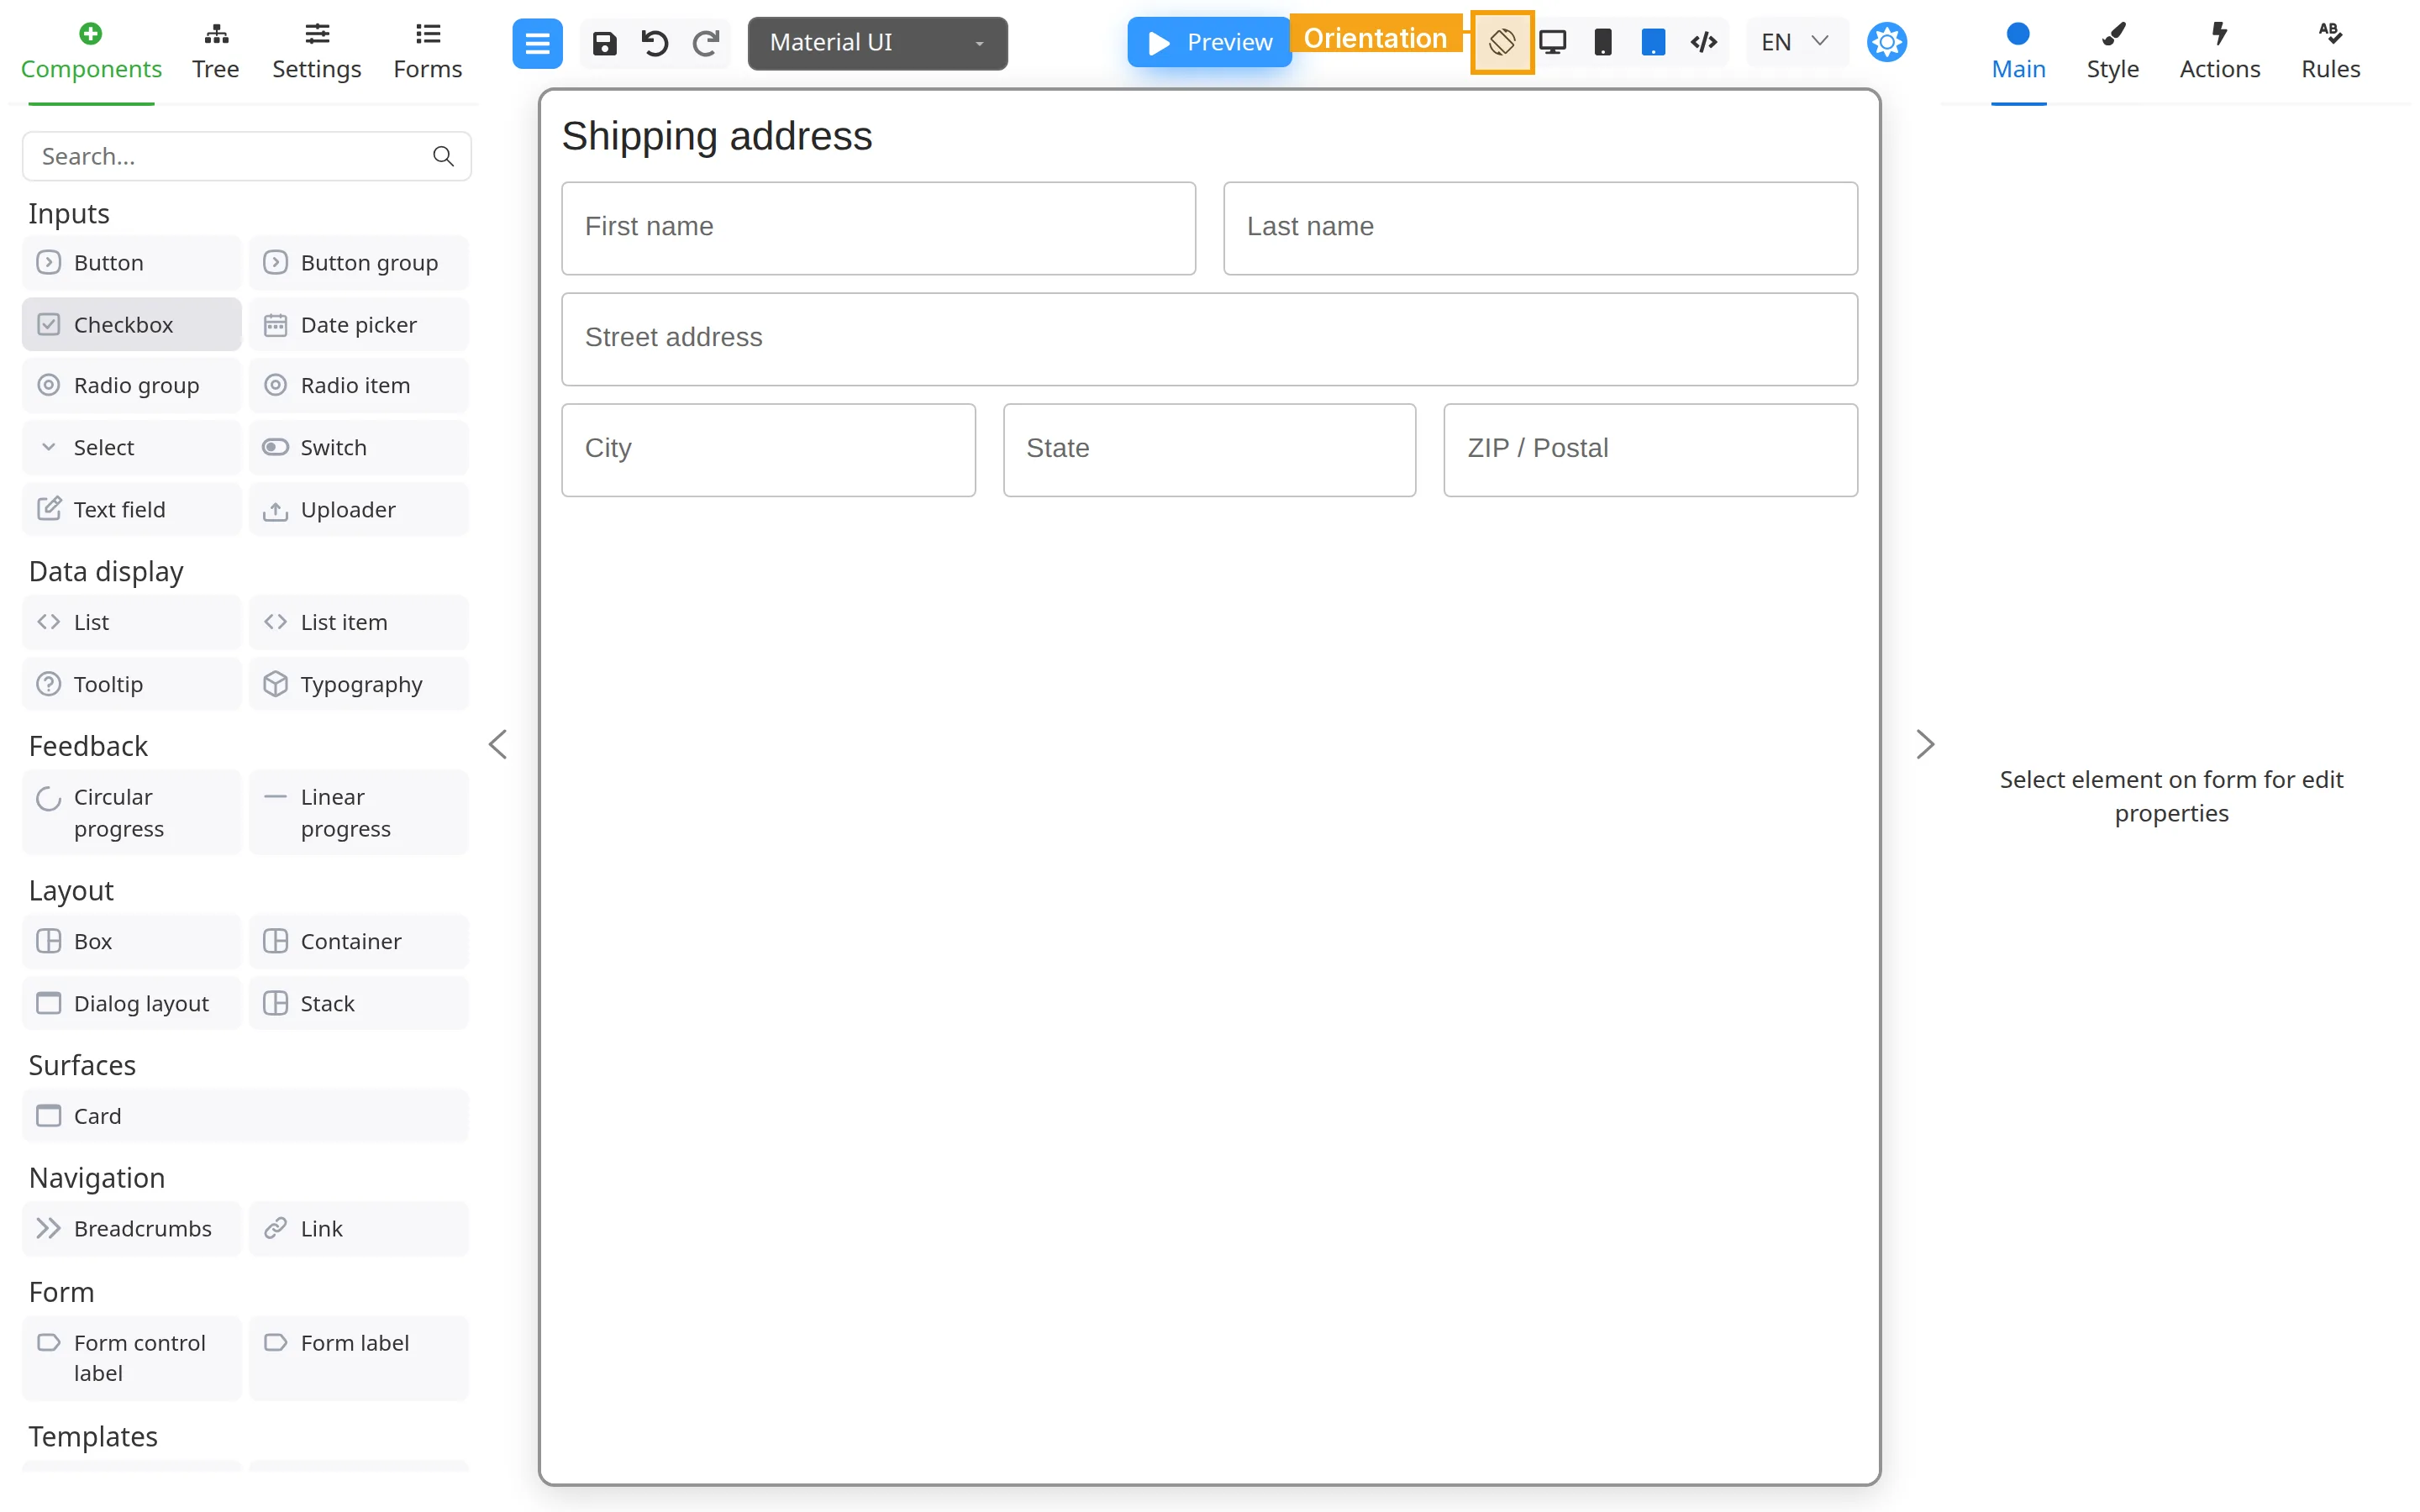 Components
Tree
Settings
Forms
Material UI
Preview
Orientation
EN
Main
Style
Actions
Rules
Search...
Inputs
Button
Button group
Checkbox
Date picker
Radio group
Radio item
Select
Switch
Text field
Uploader
Data display
List
List item
Tooltip
Typography
Feedback
Circular
progress
Linear
progress
Layout
Box
Container
Dialog layout
Stack
Surfaces
Card
Navigation
Breadcrumbs
Link
Form
Form control
label
Form label
Templates
Shipping address
First name
Last name
Street address
City
State
ZIP / Postal
Select element on form for edit
properties